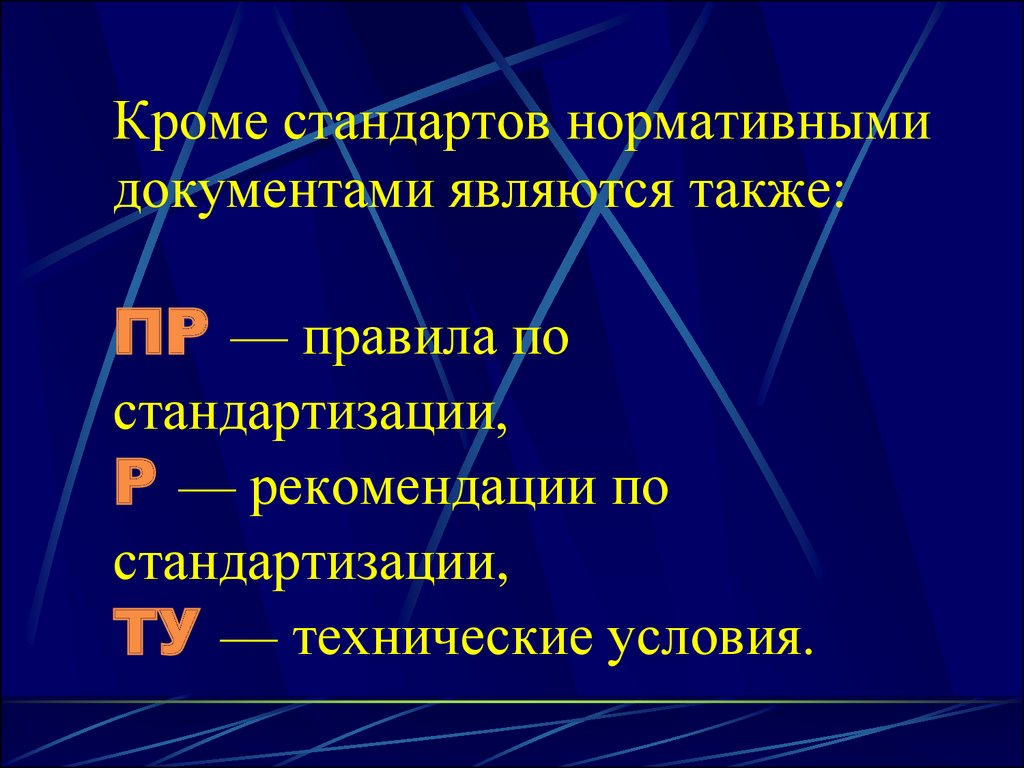 Кроме стандартов нормативными
документами являются также:
ПР — правила по
стандартизации,
Р — рекомендации по
стандартизации,
ТУ — технические условия.